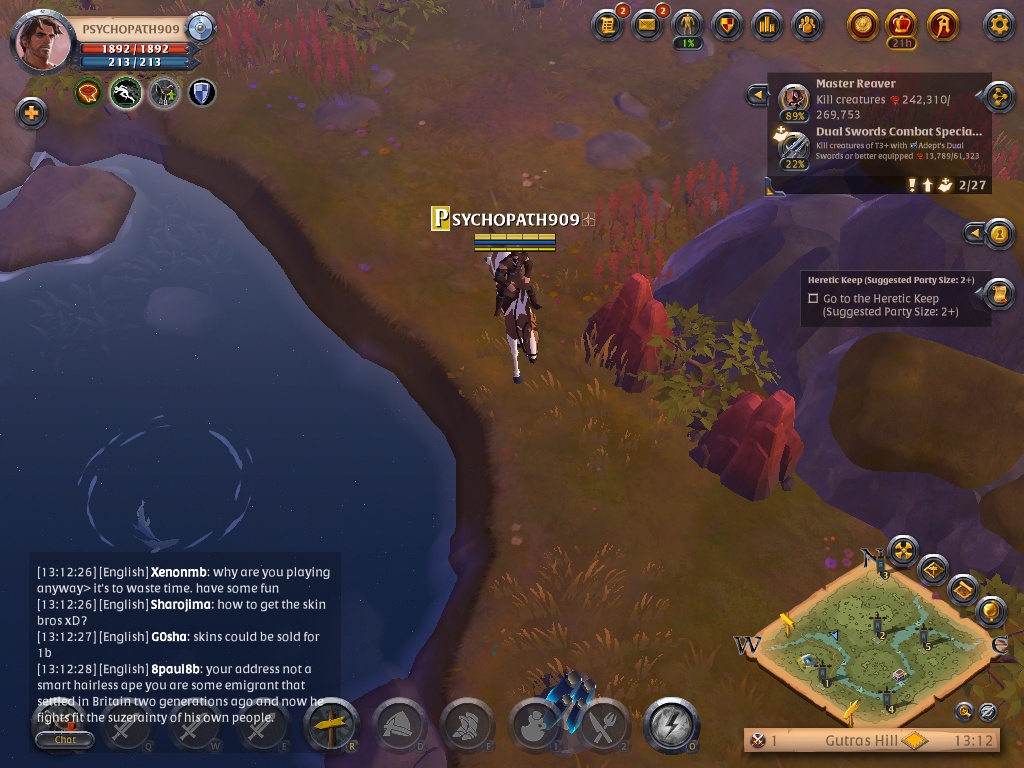 PSYCHOPATH909
1892 / 1892
213 / 213
2
2
1%
21h
Master Reaver
Kill creatures 242,310/
269,753
89%
Dual Swords Combat Specia...
Kill creatures of T3+ with Adept's Dual
Swords or better equipped 13,789/61,323
22%
2/27
PSYCHOPATH909
Heretic Keep (Suggested Party Size: 2+)
Go to the Heretic Keep
(Suggested Party Size: 2+)
[13:12:26] [English] Xenonmb: why are you playing
anyway> it's to waste time. have some fun
[13:12:26] [English] Sharojima: how to get the skin
bros xD?
[13:12:27] [English] G0sha: skins could be sold for
1b
[13:12:28] [English] 8paul8b: your address not a
smart hairless ape you are some emigrant that
settled in Britain two generations ago and now he
fights fit the suzerainty of his own people.
Chat
Q
W
E
R
D
F
1
2
O
N
W
E
3
2
5
1
4
1
Gutras Hill
13:12